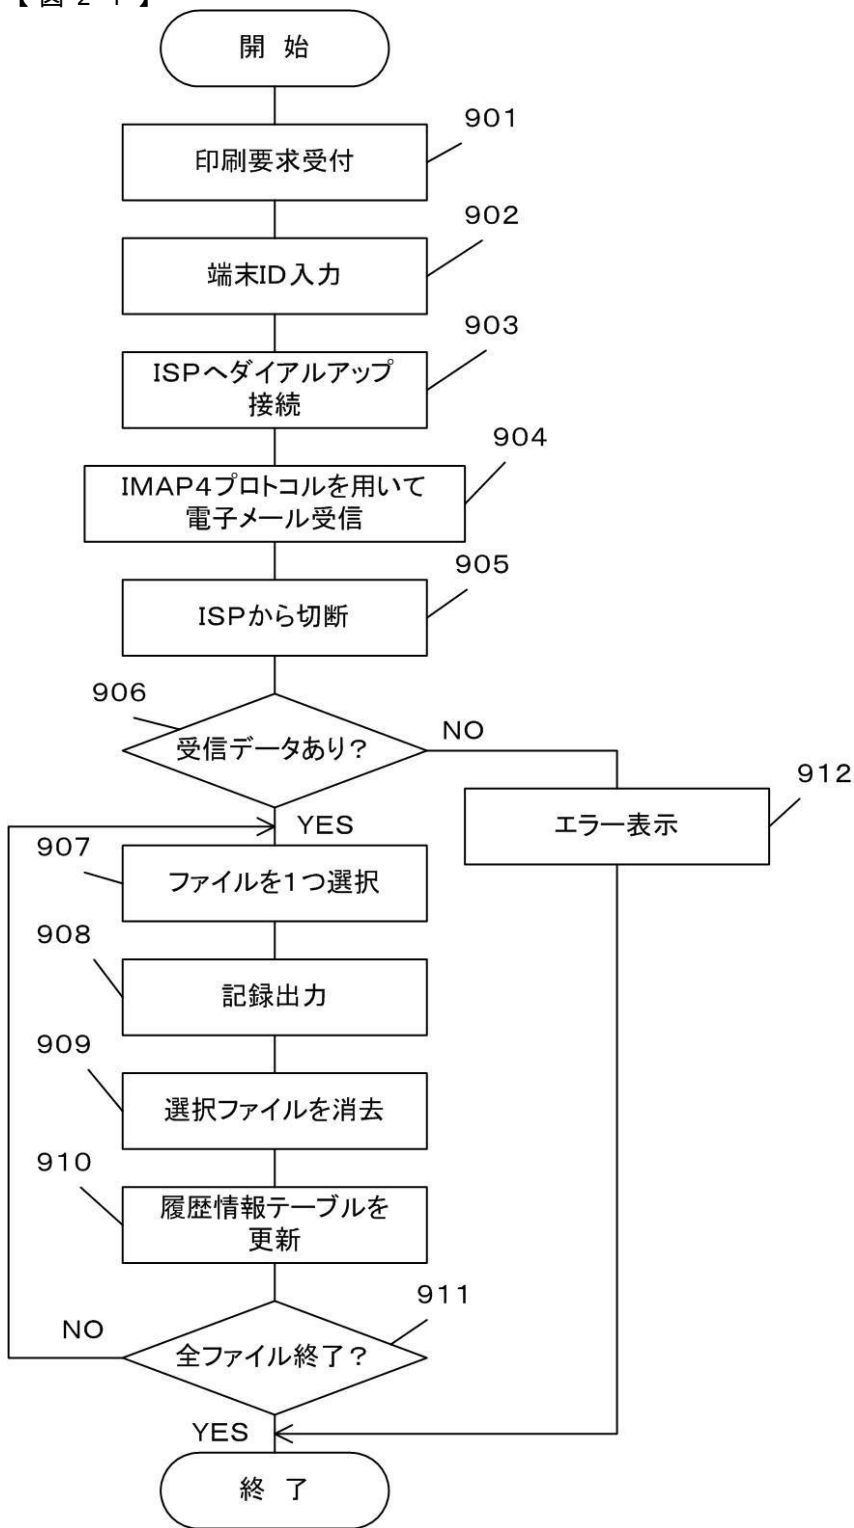 【図２１】
開 始
901
印刷要求受付
902
端末ID入力
903
ISPへダイアルアップ
接続
904
IMAP4プロトコルを用いて
電子メール受信
905
ISPから切断
906
受信データあり？
NO
912
エラー表示
YES
907
ファイルを1つ選択
908
記録出力
909
選択ファイルを消去
910
履歴情報テーブルを
更新
911
NO
全ファイル終了？
YES
終 了